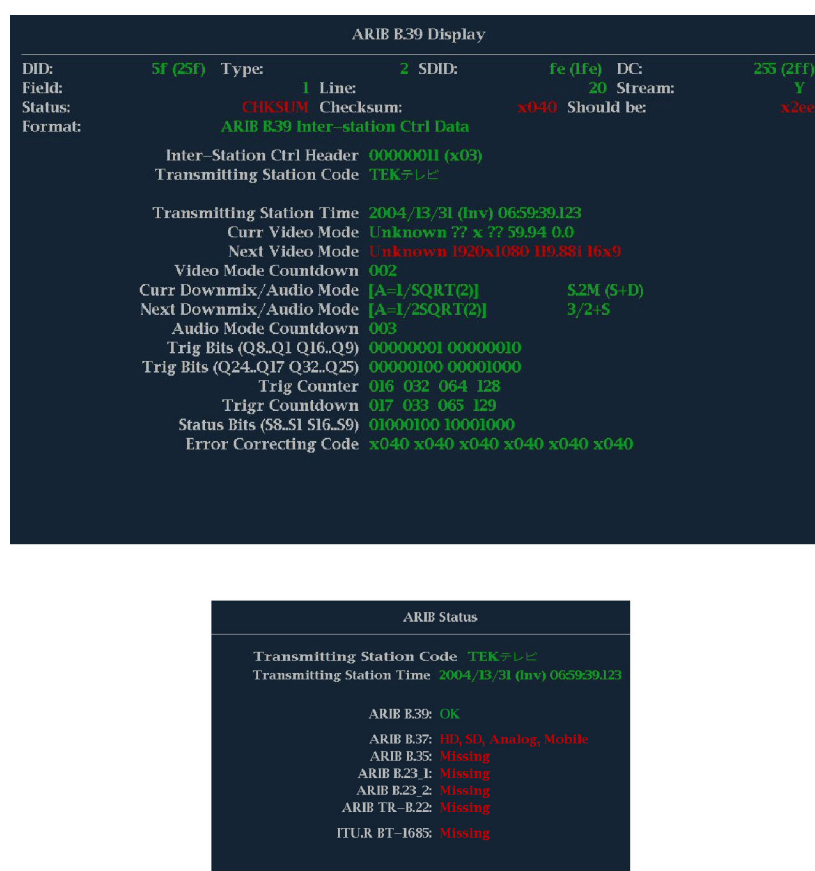 ARIB B.39 Display
DID: 5f (25f) Type: 2 SDID: fe (1fe) DC: 255 (2ff)
Field: 1 Line: 20 Stream: Y
Status: CHKSUM Checksum: x040 Should be: x2ee
Format: ARIB B.39 Inter-station Ctrl Data
Inter-Station Ctrl Header 00000011 (x03)
Transmitting Station Code TEKテレビ
Transmitting Station Time 2004/13/31 (Inv) 06:59:39.123
Curr Video Mode Unknown ?? x ?? 59.94 0.0
Next Video Mode Unknown 1920x1080 119.881 16x9
Video Mode Countdown 002
Curr Downmix/Audio Mode [A=1/SQRT(2)] S.2M (S+D)
Next Downmix/Audio Mode [A=1/2SQRT(2)] 3/2+S
Audio Mode Countdown 003
Trig Bits (Q8..Q1 Q16..Q9) 00000001 00000010
Trig Bits (Q24..Q17 Q32..Q25) 00000100 00001000
Trig Counter 016 032 064 128
Trigr Countdown 017 033 065 129
Status Bits (S8..S1 S16..S9) 01000100 10001000
Error Correcting Code x040 x040 x040 x040 x040 x040
ARIB Status
Transmitting Station Code TEKテレビ
Transmitting Station Time 2004/13/31 (Inv) 06:59:39.123
ARIB B.39: OK
ARIB B.37: HD, SD, Analog, Mobile
ARIB B.35: Missing
ARIB B.23_1: Missing
ARIB B.23_2: Missing
ARIB TR-B.22: Missing
ITU.R BT-1685: Missing